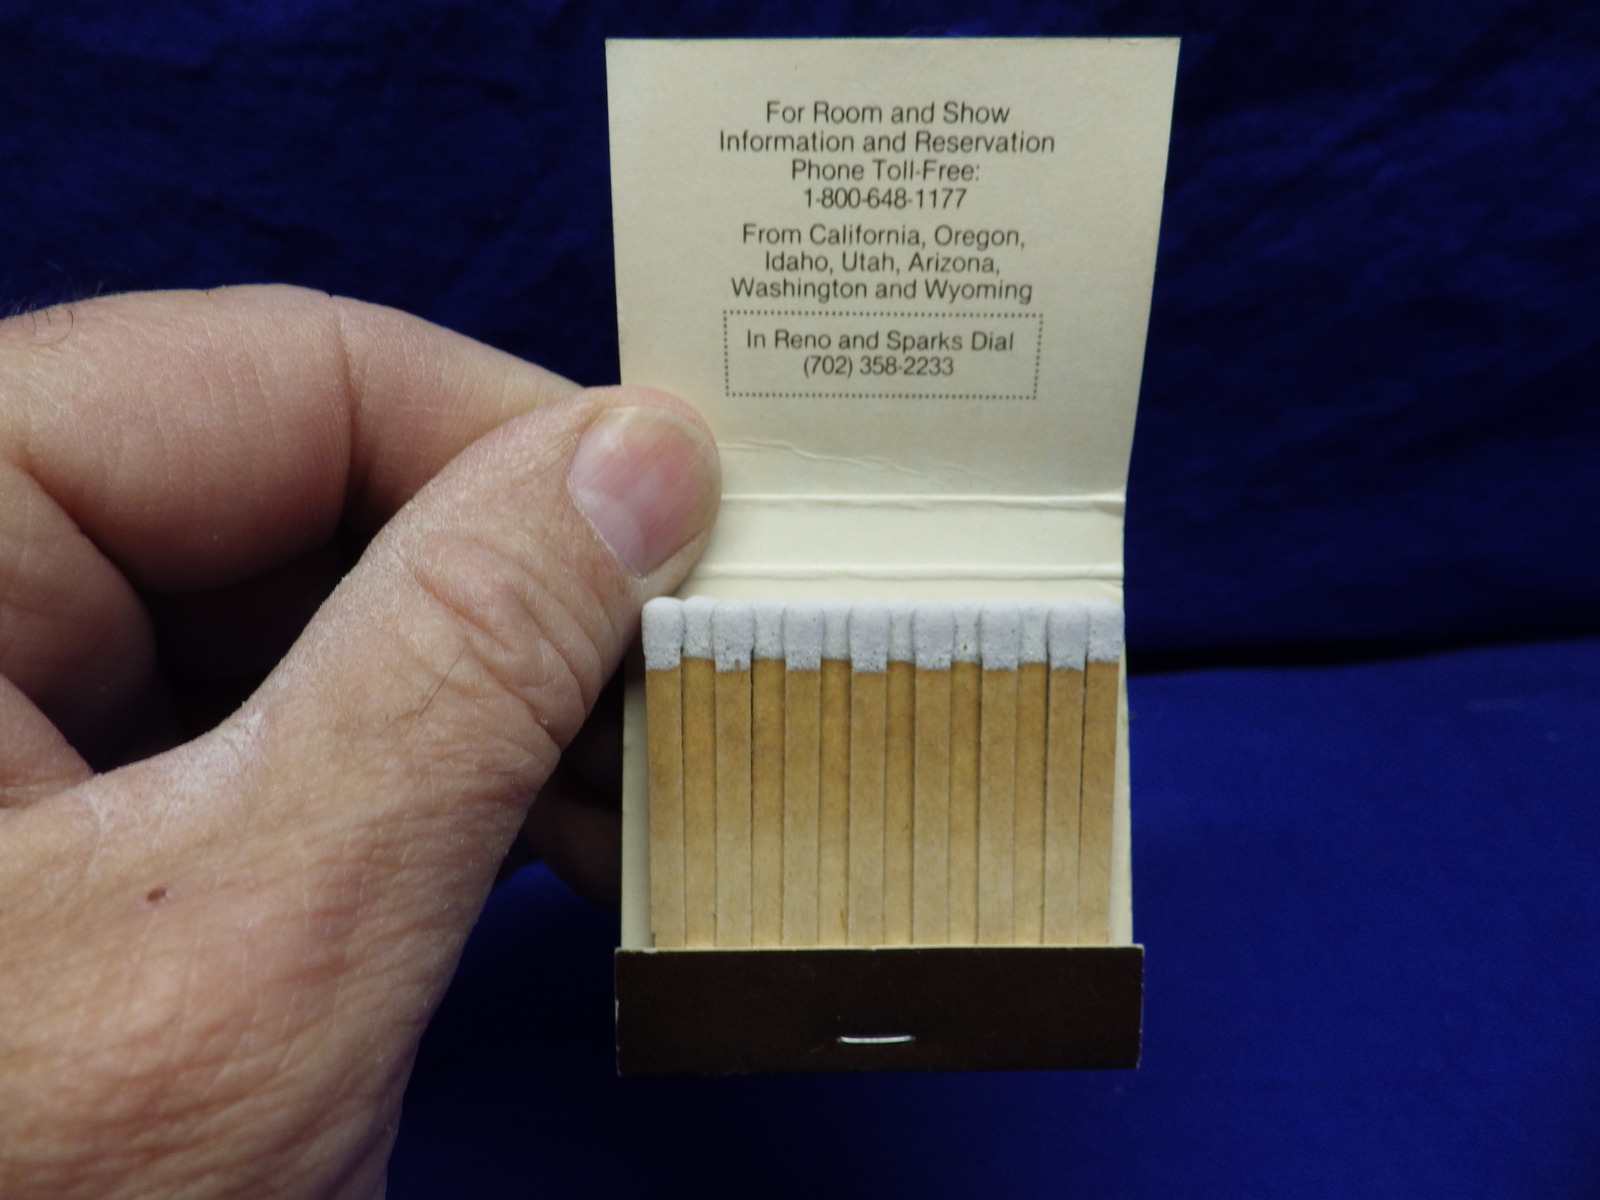 For Room and Show
Information and Reservation
Phone Toll-Free:
1-800-648-1177
From California, Oregon,
Idaho, Utah, Arizona,
Washington and Wyoming
In Reno and Sparks Dial
(702) 358-2233